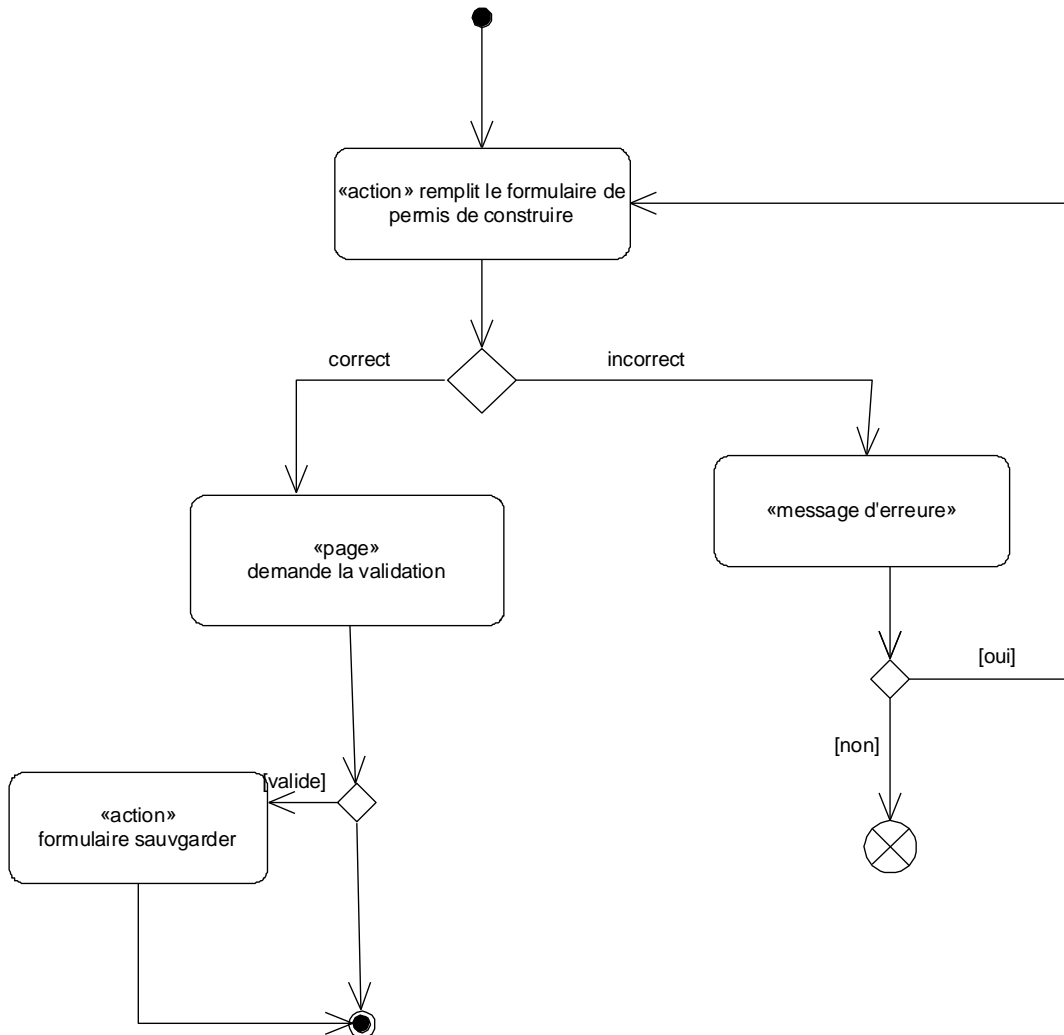 «action» remplit le formulaire de
permis de construire
correct
incorrect
«page»
demande la validation
«message d'erreure»
[oui]
[non]
[valide]
«action»
formulaire sauvgarder